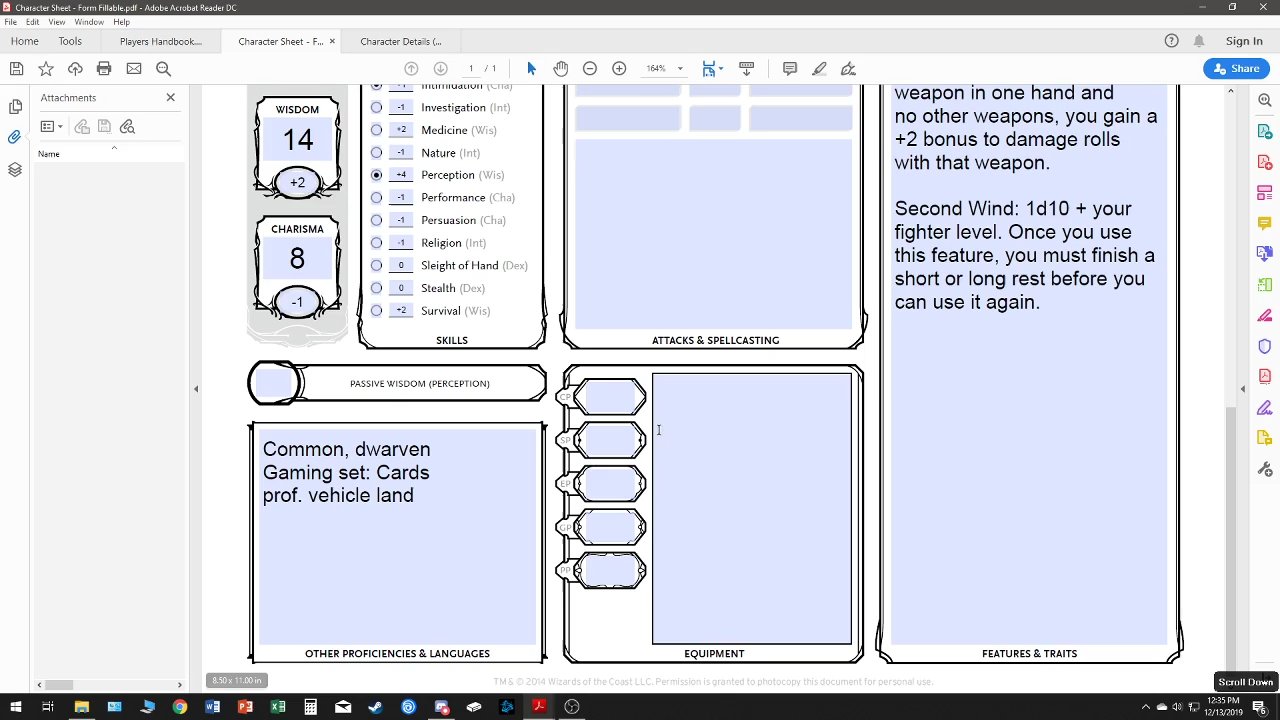 Character Sheet - Form Fillable.pdf - Adobe Acrobat Reader DC
File Edit View Window Help
Home Tools Players Handbook.... Character Sheet - F... × Character Details (... Sign In
1 / 1 164% Share
Attachments
Name
WISDOM
14
+2
CHARISMA
8
-1
-1 Intimidation (Cha)
-1 Investigation (Int)
+2 Medicine (Wis)
-1 Nature (Int)
+4 Perception (Wis)
-1 Performance (Cha)
-1 Persuasion (Cha)
-1 Religion (Int)
0 Sleight of Hand (Dex)
0 Stealth (Dex)
+2 Survival (Wis)
SKILLS
ATTACKS & SPELLCASTING
weapon in one hand and
no other weapons, you gain a
+2 bonus to damage rolls
with that weapon.
Second Wind: 1d10 + your
fighter level. Once you use
this feature, you must finish a
short or long rest before you
can use it again.
PASSIVE WISDOM (PERCEPTION)
Common, dwarven
Gaming set: Cards
prof. vehicle land
OTHER PROFICIENCIES & LANGUAGES
CP
SP
EP
GP
PP
EQUIPMENT
FEATURES & TRAITS
8.50 x 11.00 in
TM & © 2014 Wizards of the Coast LLC. Permission is granted to photocopy this document for personal use.
Scroll Down
12:35 PM
12/13/2019